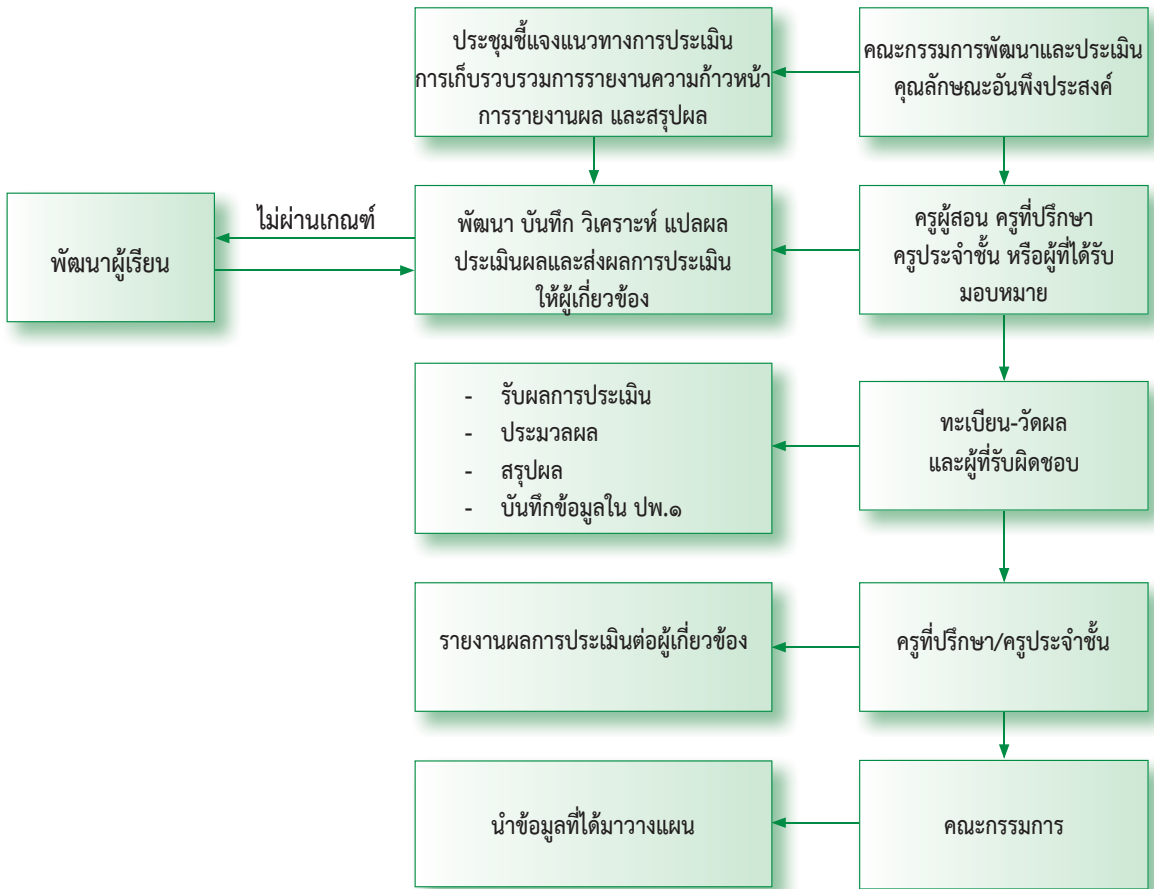 ประชุมชี้แจงแนวทางการประเมิน
การเก็บรวบรวมการรายงานความก้าวหน้า
การรายงานผล และสรุปผล
คณะกรรมการพัฒนาและประเมิน
คุณลักษณะอันพึงประสงค์
พัฒนาผู้เรียน
ไม่ผ่านเกณฑ์
พัฒนา บันทึก วิเคราะห์ แปลผล
ประเมินผลและส่งผลการประเมิน
ให้ผู้เกี่ยวข้อง
ครูผู้สอน ครูที่ปรึกษา
ครูประจำชั้น หรือผู้ที่ได้รับ
มอบหมาย
- รับผลการประเมิน
- ประมวลผล
- สรุปผล
- บันทึกข้อมูลใน ปพ.๑
ทะเบียน-วัดผล
และผู้ที่รับผิดชอบ
รายงานผลการประเมินต่อผู้เกี่ยวข้อง
ครูที่ปรึกษา/ครูประจำชั้น
นำข้อมูลที่ได้มาวางแผน
คณะกรรมการ